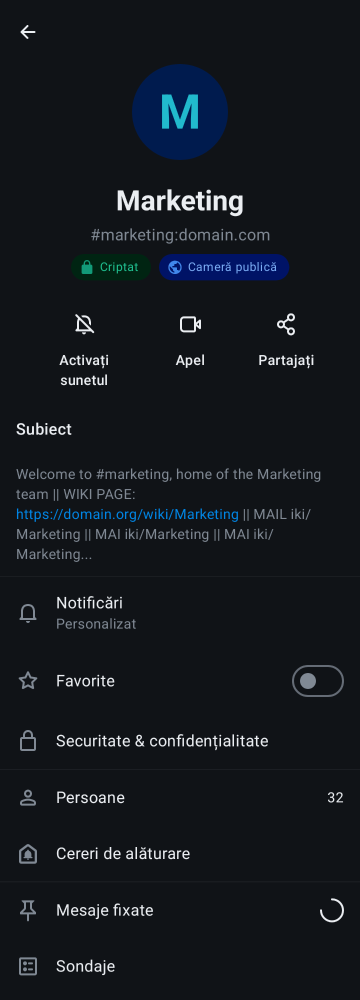 M
Marketing
#marketing:domain.com
Criptat
Cameră publică
Activați
sunetul
Apel
Partajați
Subiect
Welcome to #marketing, home of the Marketing
team || WIKI PAGE:
https://domain.org/wiki/Marketing || MAIL iki/
Marketing || MAI iki/Marketing || MAI iki/
Marketing...
Notificări
Personalizat
Favorite
Securitate & confidențialitate
Persoane 32
Cereri de alăturare
Mesaje fixate
Sondaje